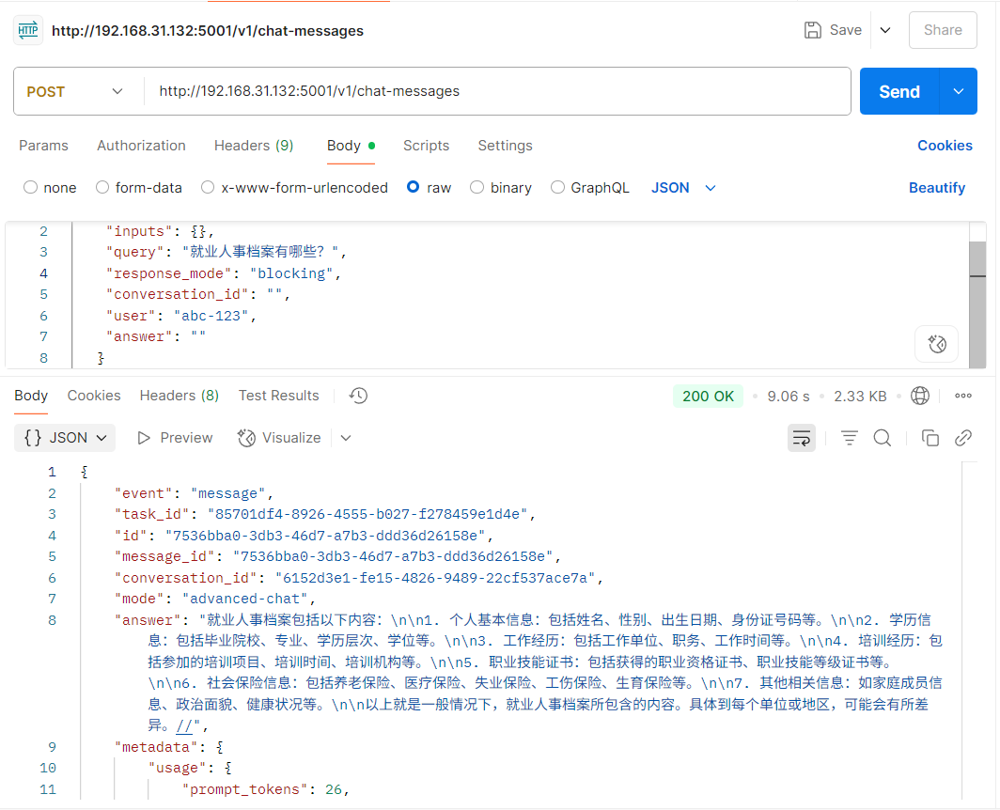 HTTP http://192.168.31.132:5001/v1/chat-messages Save Share
POST http://192.168.31.132:5001/v1/chat-messages Send
Params Authorization Headers (9) Body Scripts Settings Cookies
none form-data x-www-form-urlencoded raw binary GraphQL JSON Beautify
2 "inputs": {},
3 "query": "就业人事档案有哪些？",
4 "response_mode": "blocking",
5 "conversation_id": "",
6 "user": "abc-123",
7 "answer": ""
8 }
Body Cookies Headers (8) Test Results 200 OK 9.06 s 2.33 KB
{} JSON Preview Visualize
1 {
2 "event": "message",
3 "task_id": "85701df4-8926-4555-b027-f278459e1d4e",
4 "id": "7536bba0-3db3-46d7-a7b3-ddd36d26158e",
5 "message_id": "7536bba0-3db3-46d7-a7b3-ddd36d26158e",
6 "conversation_id": "6152d3e1-fe15-4826-9489-22cf537ace7a",
7 "mode": "advanced-chat",
8 "answer": "就业人事档案包括以下内容：\n\n1. 个人基本信息：包括姓名、性别、出生日期、身份证号码等。\n\n2. 学历信
息：包括毕业院校、专业、学历层次、学位等。\n\n3. 工作经历：包括工作单位、职务、工作时间等。\n\n4. 培训经历：包
括参加的培训项目、培训时间、培训机构等。\n\n5. 职业技能证书：包括获得的职业资格证书、职业技能等级证书等。
\n\n6. 社会保险信息：包括养老保险、医疗保险、失业保险、工伤保险、生育保险等。\n\n7. 其他相关信息：如家庭成员信
息、政治面貌、健康状况等。\n\n以上就是一般情况下，就业人事档案所包含的内容。具体到每个单位或地区，可能会有所差
异。//",
9 "metadata": {
10 "usage": {
11 "prompt_tokens": 26,